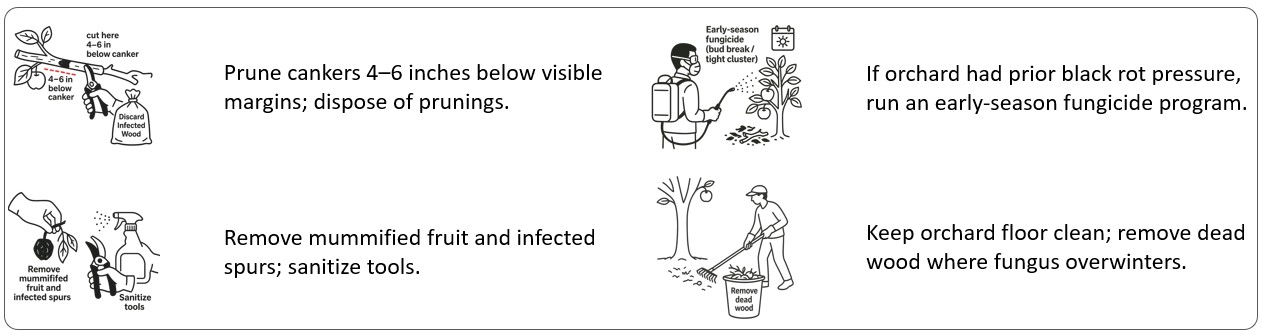 cut here
4–6 in
below canker
4–6 in
below
canker
Discard
Infected
Wood
Prune cankers 4–6 inches below visible
margins; dispose of prunings.
Early-season
fungicide
(bud break /
tight cluster)
If orchard had prior black rot pressure,
run an early-season fungicide program.
Remove
mummifified
fruit and
infected spurs
Sanitize
tools
Remove mummified fruit and infected
spurs; sanitize tools.
Remove
dead
wood
Keep orchard floor clean; remove dead
wood where fungus overwinters.